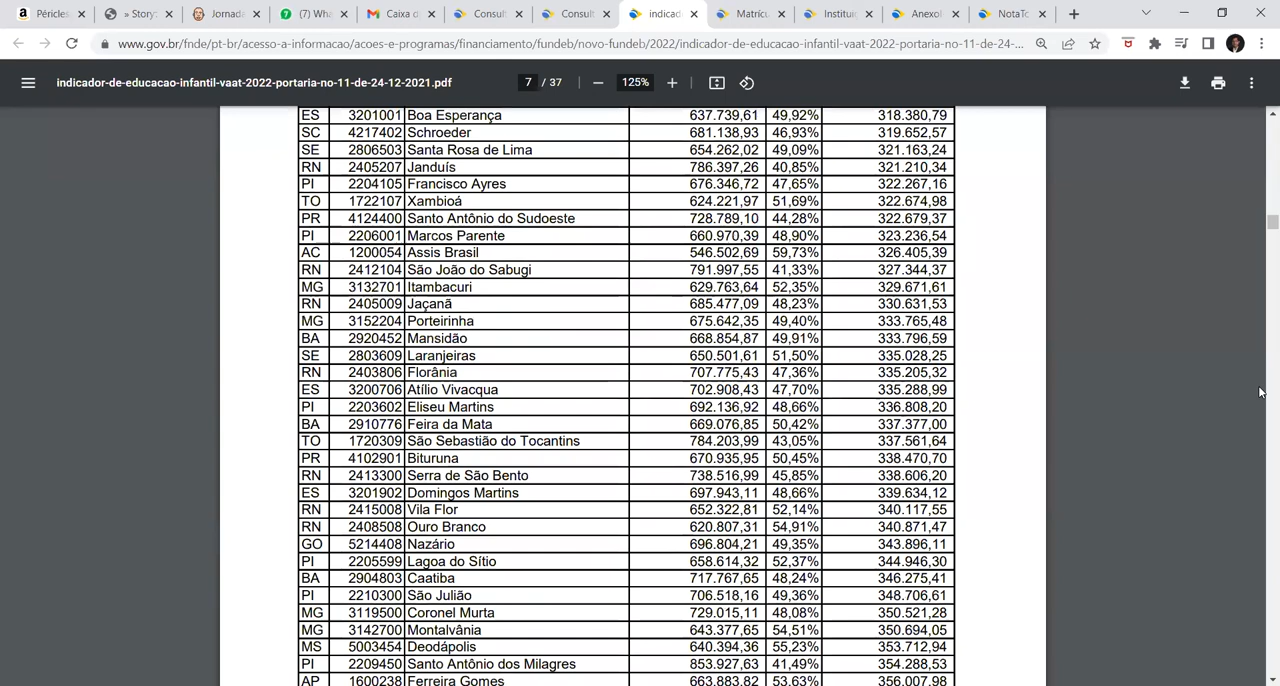 Péricles
» Story:
Jornada
(7) Wha
Caixa d
Consult
Consult
indicad
Matrícu
Instituiç
Anexol
NotaTo
www.gov.br/fnde/pt-br/acesso-a-informacao/acoes-e-programas/financiamento/fundeb/novo-fundeb/2022/indicador-de-educacao-infantil-vaat-2022-portaria-no-11-de-24-...
indicador-de-educacao-infantil-vaat-2022-portaria-no-11-de-24-12-2021.pdf 7 / 37 125%
ES 3201001 Boa Esperança 637.739,61 49,92% 318.380,79
SC 4217402 Schroeder 681.138,93 46,93% 319.652,57
SE 2806503 Santa Rosa de Lima 654.262,02 49,09% 321.163,24
RN 2405207 Janduís 786.397,26 40,85% 321.210,34
PI 2204105 Francisco Ayres 676.346,72 47,65% 322.267,16
TO 1722107 Xambioá 624.221,97 51,69% 322.674,98
PR 4124400 Santo Antônio do Sudoeste 728.789,10 44,28% 322.679,37
PI 2206001 Marcos Parente 660.970,39 48,90% 323.236,54
AC 1200054 Assis Brasil 546.502,69 59,73% 326.405,39
RN 2412104 São João do Sabugi 791.997,55 41,33% 327.344,37
MG 3132701 Itambacuri 629.763,64 52,35% 329.671,61
RN 2405009 Jaçanã 685.477,09 48,23% 330.631,53
MG 3152204 Porteirinha 675.642,35 49,40% 333.765,48
BA 2920452 Mansidão 668.854,87 49,91% 333.796,59
SE 2803609 Laranjeiras 650.501,61 51,50% 335.028,25
RN 2403806 Florânia 707.775,43 47,36% 335.205,32
ES 3200706 Atílio Vivacqua 702.908,43 47,70% 335.288,99
PI 2203602 Eliseu Martins 692.136,92 48,66% 336.808,20
BA 2910776 Feira da Mata 669.076,85 50,42% 337.377,00
TO 1720309 São Sebastião do Tocantins 784.203,99 43,05% 337.561,64
PR 4102901 Bituruna 670.935,95 50,45% 338.470,70
RN 2413300 Serra de São Bento 738.516,99 45,85% 338.606,20
ES 3201902 Domingos Martins 697.943,11 48,66% 339.634,12
RN 2415008 Vila Flor 652.322,81 52,14% 340.117,55
RN 2408508 Ouro Branco 620.807,31 54,91% 340.871,47
GO 5214408 Nazário 696.804,21 49,35% 343.896,11
PI 2205599 Lagoa do Sítio 658.614,32 52,37% 344.946,30
BA 2904803 Caatiba 717.767,65 48,24% 346.275,41
PI 2210300 São Julião 706.518,16 49,36% 348.706,61
MG 3119500 Coronel Murta 729.015,11 48,08% 350.521,28
MG 3142700 Montalvânia 643.377,65 54,51% 350.694,05
MS 5003454 Deodápolis 640.394,36 55,23% 353.712,94
PI 2209450 Santo Antônio dos Milagres 853.927,63 41,49% 354.288,53
AP 1600238 Ferreira Gomes 663.883,82 53,63% 356.007,98